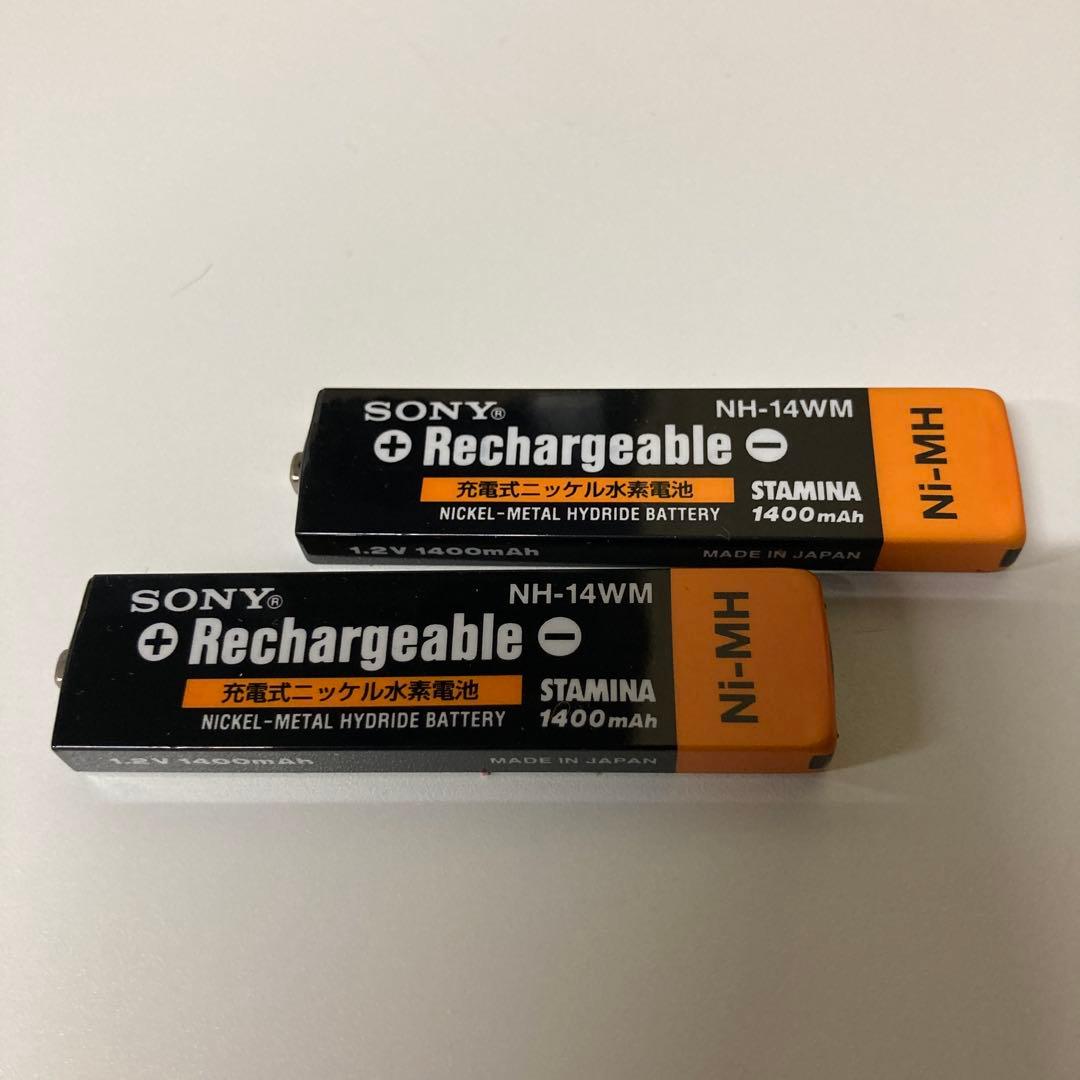 SONY® NH-14WM
+ Rechargeable -
充電式ニッケル水素電池 STAMINA
NICKEL-METAL HYDRIDE BATTERY 1400mAh
1.2V 1400mAh MADE IN JAPAN
Ni-MH
SONY® NH-14WM
+ Rechargeable -
充電式ニッケル水素電池 STAMINA
NICKEL-METAL HYDRIDE BATTERY 1400mAh
1.2V 1400mAh MADE IN JAPAN
Ni-MH